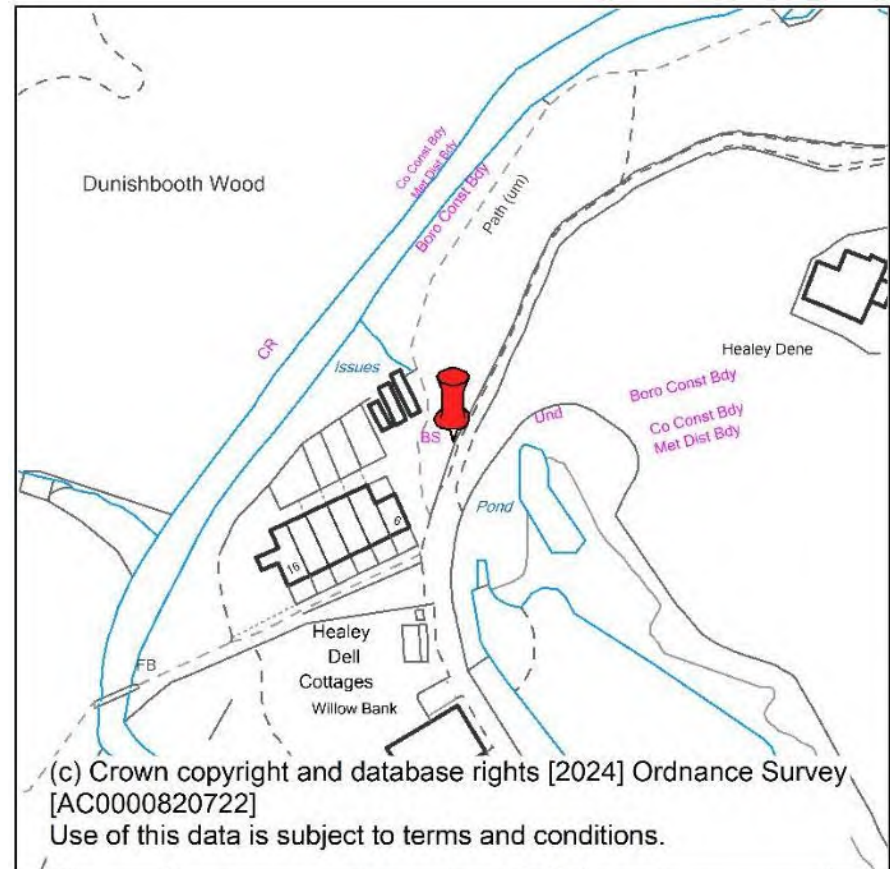 Co Const Bdy
Met Dist Bdy
Boro Const Bdy
Dunishbooth Wood
Path (um)
CR
Healey Dene
Issues
Boro Const Bdy
BS
Und
Co Const Bdy
Met Dist Bdy
Pond
6
16
Healey
Dell
Cottages
FB
Willow Bank
(c) Crown copyright and database rights [2024] Ordnance Survey
[AC0000820722]
Use of this data is subject to terms and conditions.